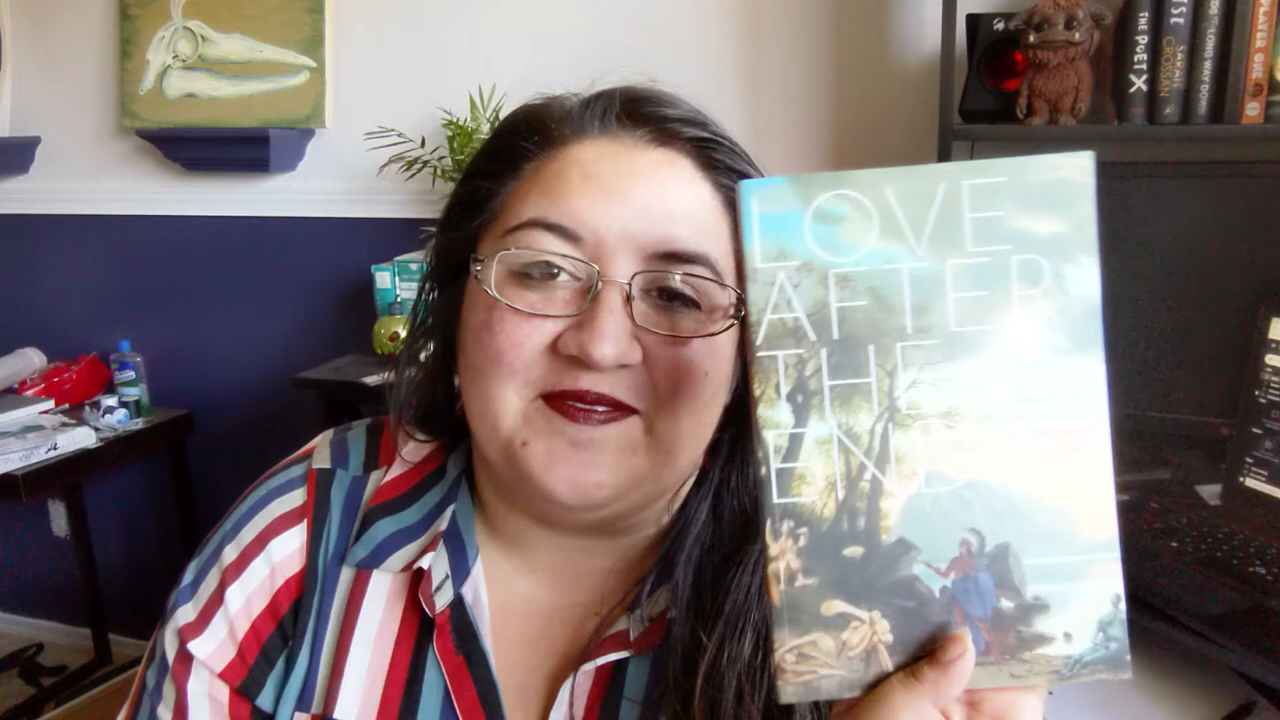 LOVE
AFTER
THE
END
THE POET X
SARAH
CROSSAN
LONG WAY DOWN
PLAYER ONE